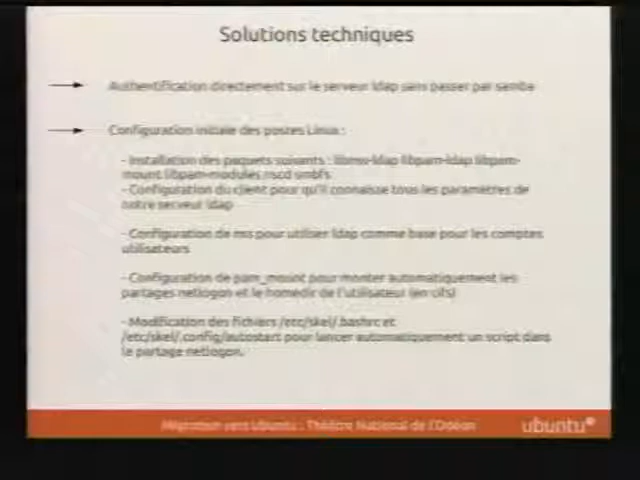 Solutions techniques
Authentification directement sur le serveur ldap sans passer par samba
Configuration initiale des postes Linux :
- Installation des paquets suivants : libnss-ldap libpam-ldap libpam-
mount libpam-modules nscd smbfs
- Configuration du client pour qu'il connaisse tous les paramètres de
notre serveur ldap
- Configuration de nss pour utiliser ldap comme base pour les comptes
utilisateurs
- Configuration de pam_mount pour monter automatiquement les
partages netlogon et le homedir de l'utilisateur (en cifs)
- Modification des fichiers /etc/skel/.bashrc et
/etc/skel/.config/autostart pour lancer automatiquement un script dans
le partage netlogon.
Migration vers Ubuntu : Théâtre National de l'Odéon
ubuntu